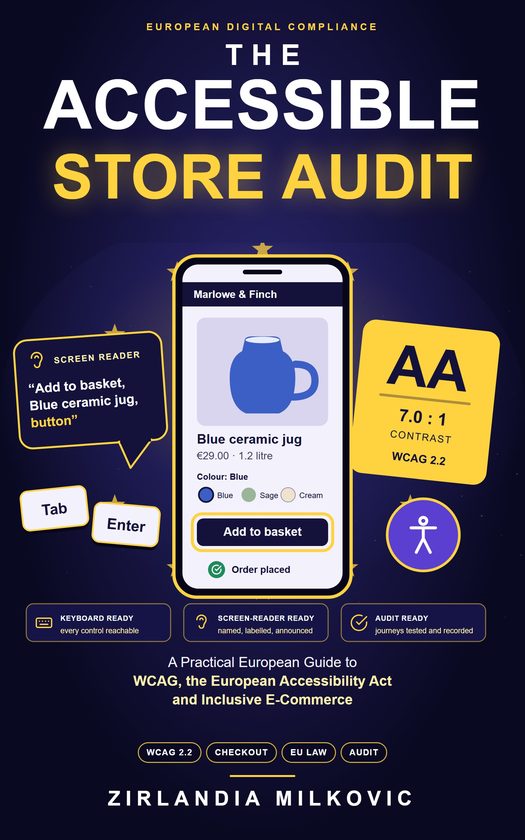 EUROPEAN DIGITAL COMPLIANCE
THE
ACCESSIBLE
STORE AUDIT
Marlowe & Finch
SCREEN READER
“Add to basket,
Blue ceramic jug,
button”
Tab
Enter
Blue ceramic jug
€29.00 · 1.2 litre
Colour: Blue
Blue
Sage
Cream
Add to basket
Order placed
AA
7.0 : 1
CONTRAST
WCAG 2.2
KEYBOARD READY
every control reachable
SCREEN-READER READY
named, labelled, announced
AUDIT READY
journeys tested and recorded
A Practical European Guide to
WCAG, the European Accessibility Act
and Inclusive E-Commerce
WCAG 2.2
CHECKOUT
EU LAW
AUDIT
ZIRLANDIA MILKOVIC